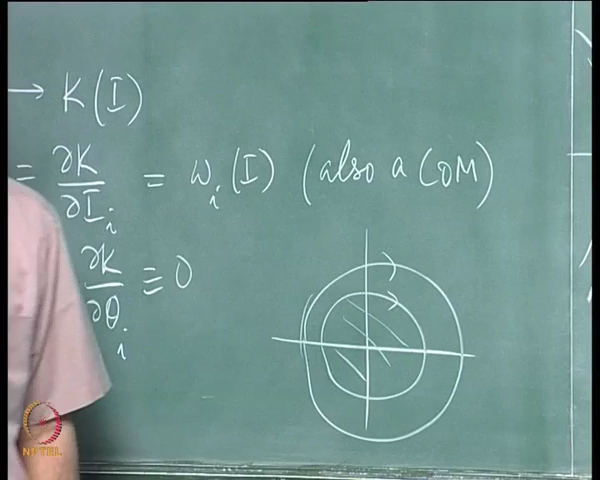 → K(I)
= ∂K/∂I_i = ω_i(I) (also a COM)
∂K/∂θ_i ≡ 0
NPTEL